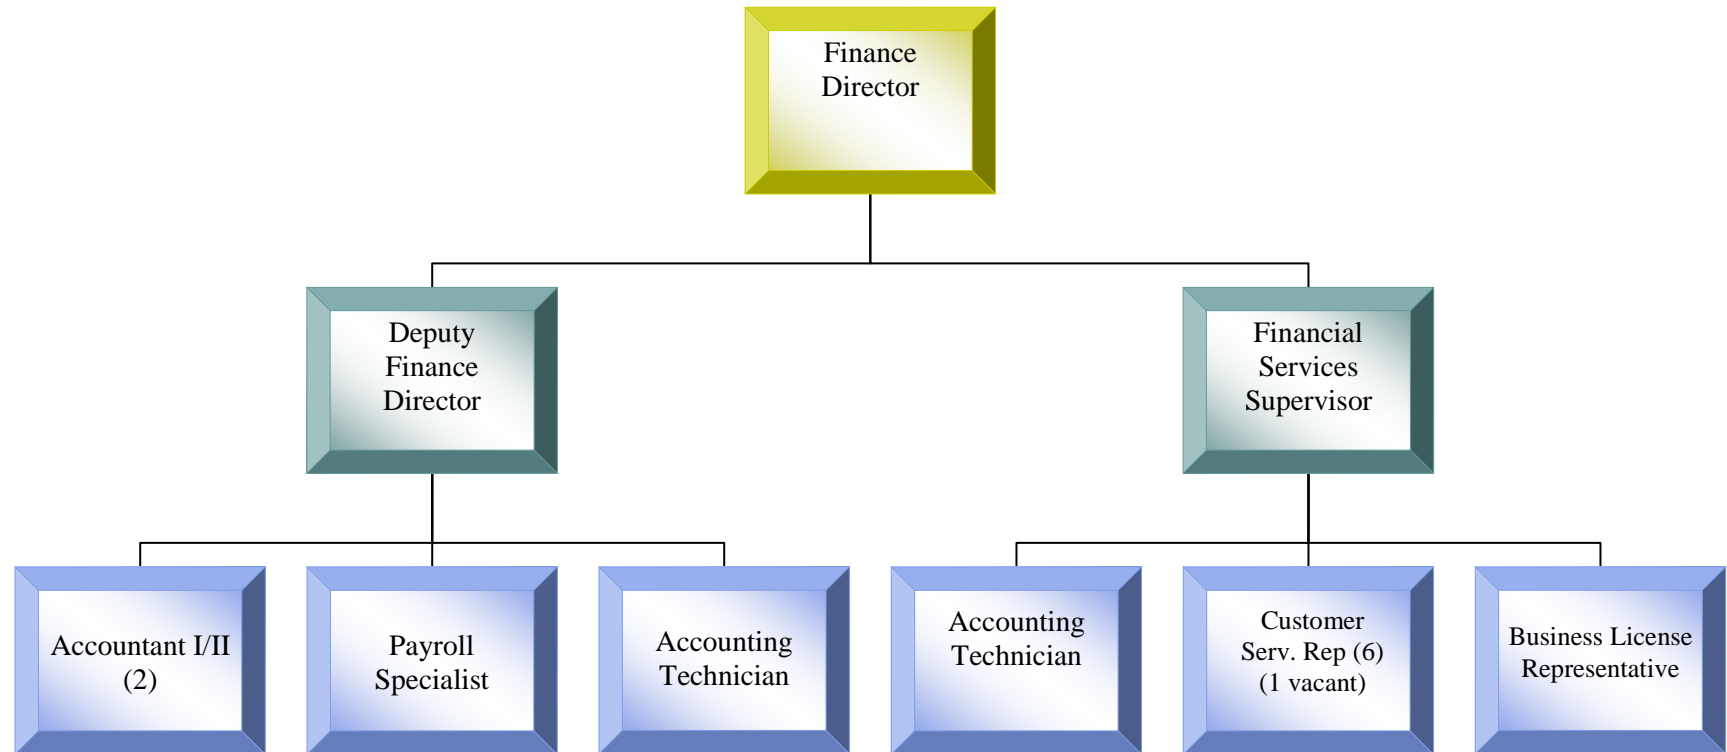 Finance
Director
Deputy
Finance
Director
Financial
Services
Supervisor
Accountant I/II
(2)
Payroll
Specialist
Accounting
Technician
Accounting
Technician
Customer
Serv. Rep (6)
(1 vacant)
Business License
Representative